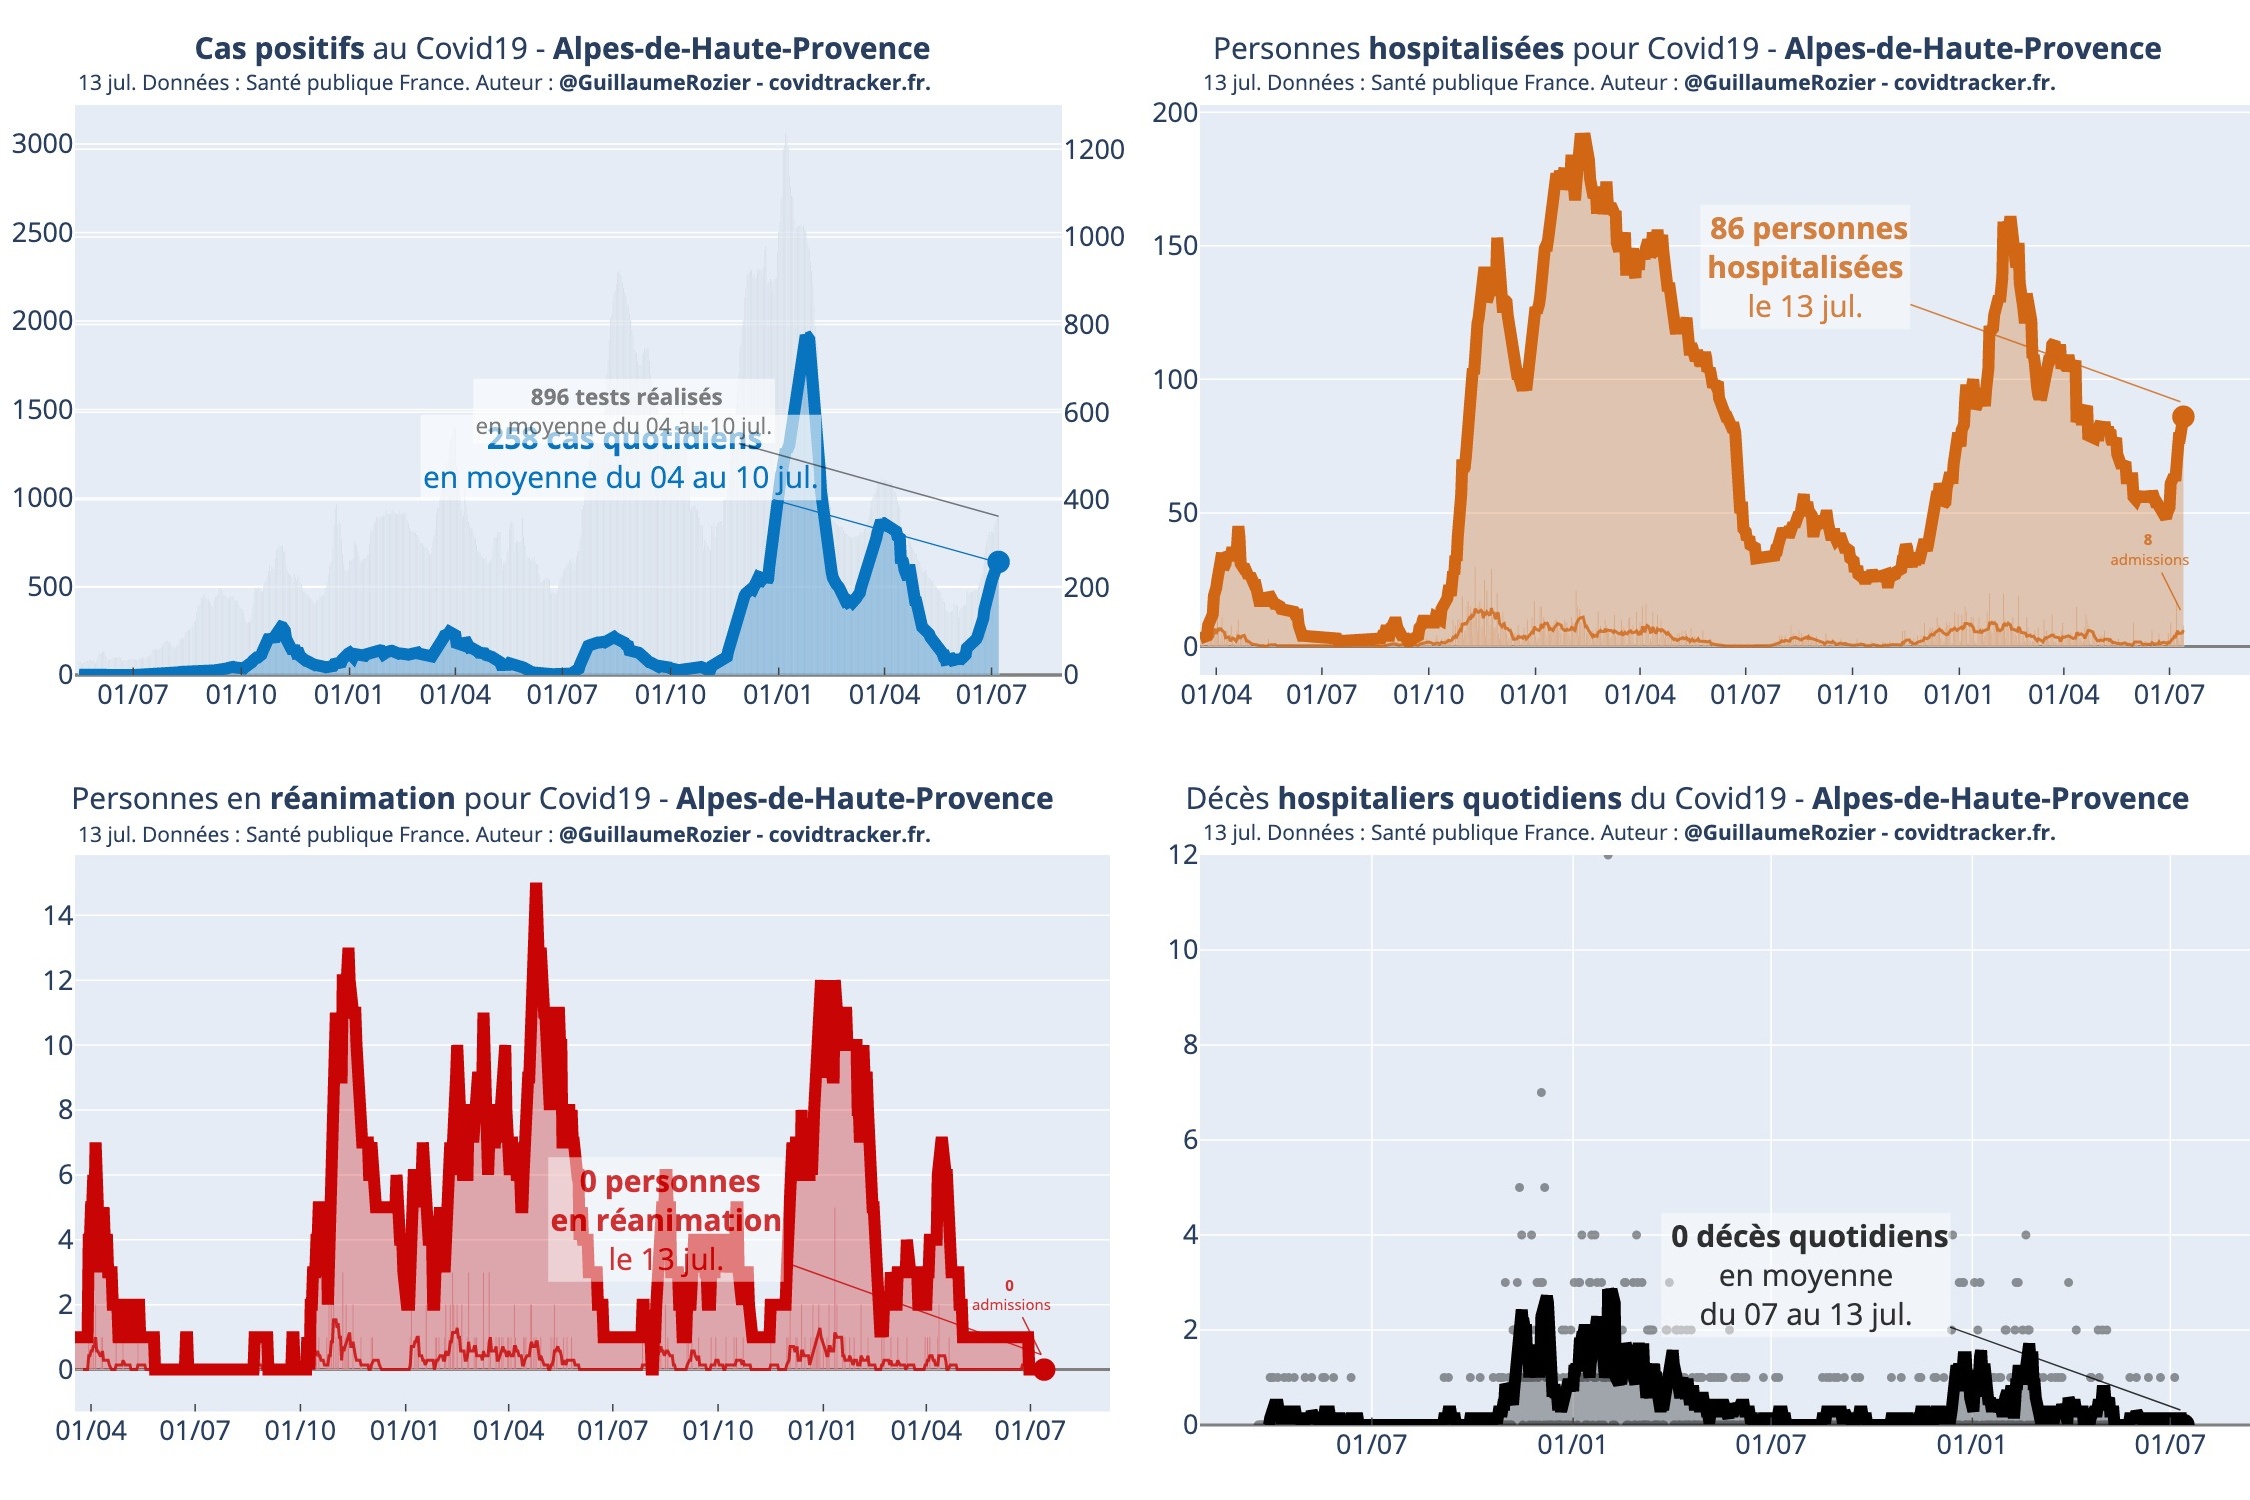 Cas positifs au Covid19 - Alpes-de-Haute-Provence
13 jul. Données : Santé publique France. Auteur : @GuillaumeRozier - covidtracker.fr.
3000
2500
2000
1500
1000
500
0
1200
1000
800
600
400
200
0
896 tests réalisés
en moyenne du 04 au 10 jul.
258 cas quotidiens
en moyenne du 04 au 10 jul.
01/07 01/10 01/01 01/04 01/07 01/10 01/01 01/04 01/07
Personnes hospitalisées pour Covid19 - Alpes-de-Haute-Provence
13 jul. Données : Santé publique France. Auteur : @GuillaumeRozier - covidtracker.fr.
200
150
100
50
0
86 personnes
hospitalisées
le 13 jul.
8
admissions
01/04 01/07 01/10 01/01 01/04 01/07 01/10 01/01 01/04 01/07
Personnes en réanimation pour Covid19 - Alpes-de-Haute-Provence
13 jul. Données : Santé publique France. Auteur : @GuillaumeRozier - covidtracker.fr.
14
12
10
8
6
4
2
0
0 personnes
en réanimation
le 13 jul.
0
admissions
01/04 01/07 01/10 01/01 01/04 01/07 01/10 01/01 01/04 01/07
Décès hospitaliers quotidiens du Covid19 - Alpes-de-Haute-Provence
13 jul. Données : Santé publique France. Auteur : @GuillaumeRozier - covidtracker.fr.
12
10
8
6
4
2
0
0 décès quotidiens
en moyenne
du 07 au 13 jul.
01/07 01/01 01/07 01/01 01/07